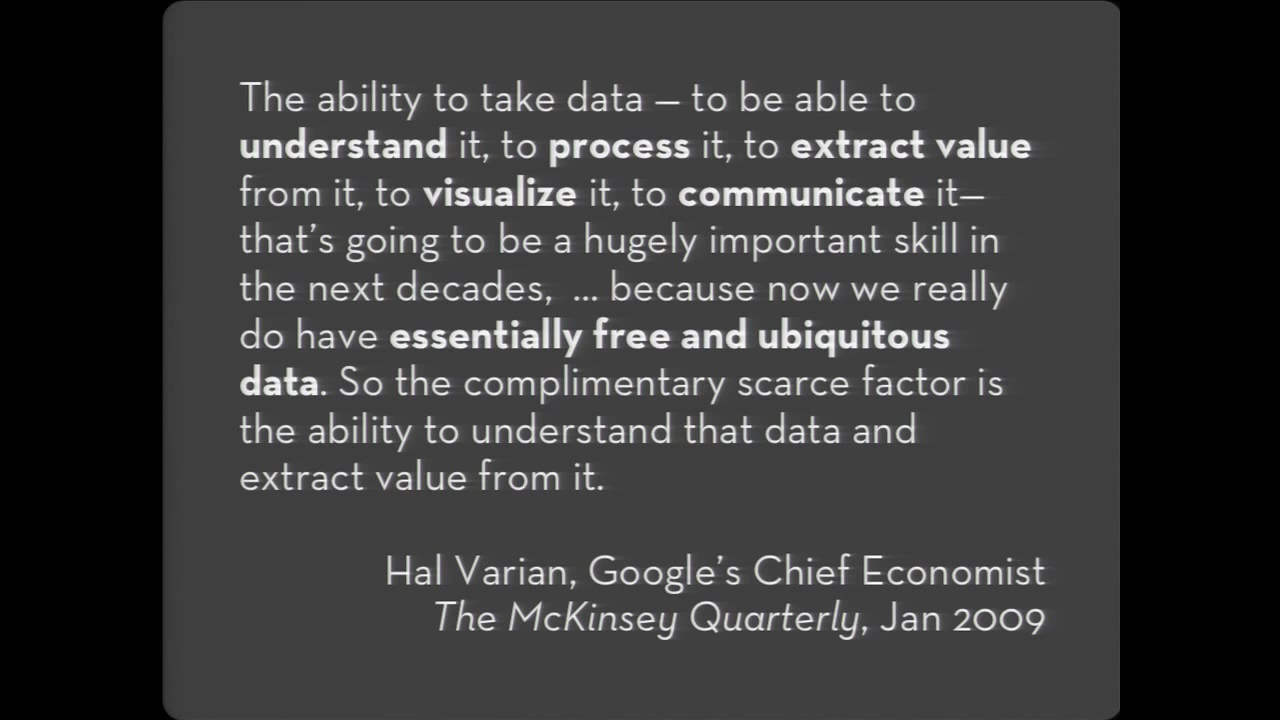 The ability to take data – to be able to
understand it, to process it, to extract value
from it, to visualize it, to communicate it–
that’s going to be a hugely important skill in
the next decades,  ... because now we really
do have essentially free and ubiquitous
data. So the complimentary scarce factor is
the ability to understand that data and
extract value from it.
Hal Varian, Google’s Chief Economist
The McKinsey Quarterly, Jan 2009